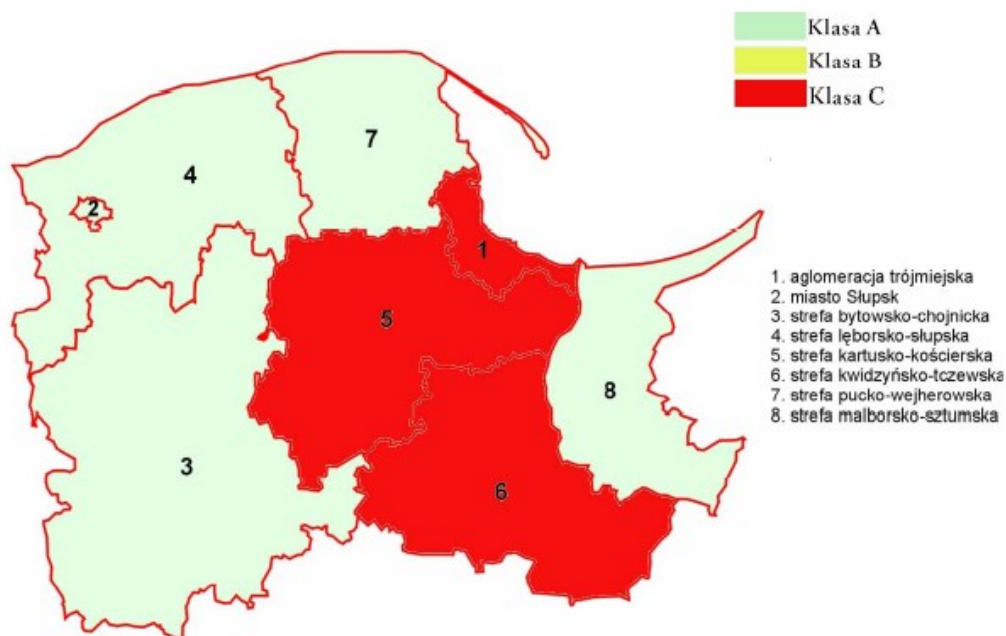 Klasa A
Klasa B
Klasa C
7
4
2
1
5
3
8
6
1. aglomeracja trójmiejska
2. miasto Słupsk
3. strefa bytowsko-chojnicka
4. strefa lęborsko-słupska
5. strefa kartusko-kościerska
6. strefa kwidzyńsko-tczewska
7. strefa pucko-wejherowska
8. strefa malborsko-sztumska